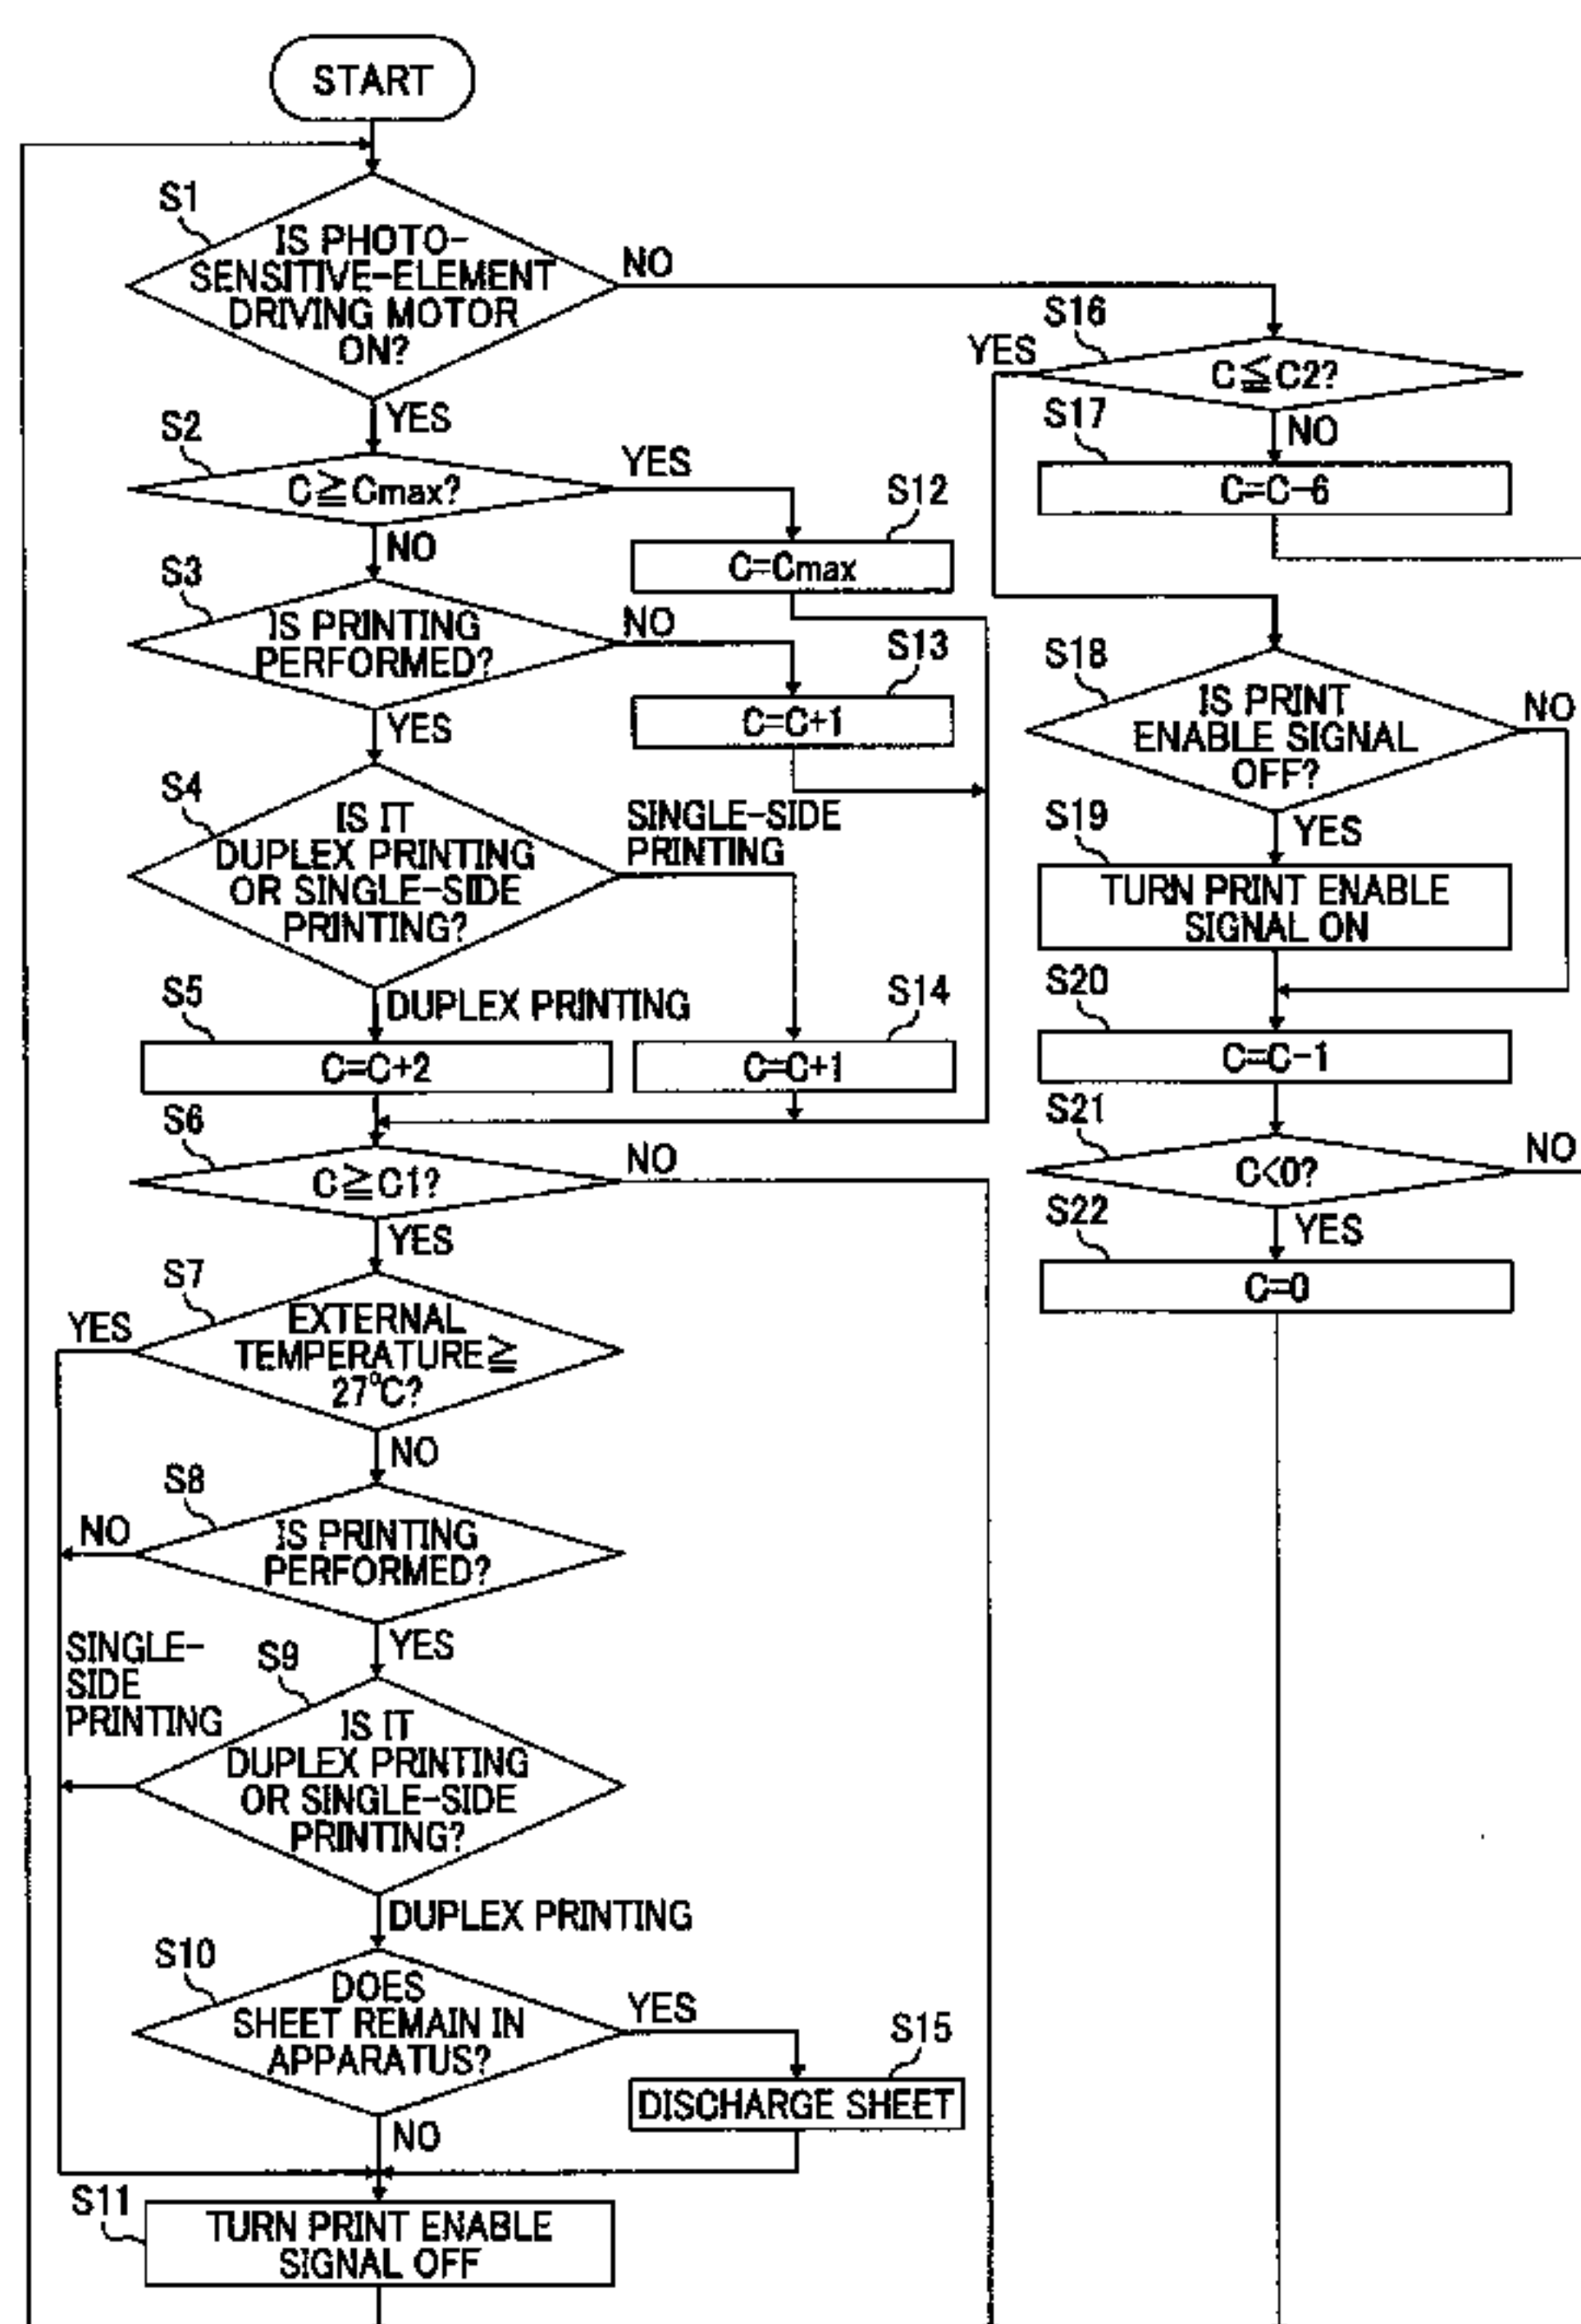 START
S1
IS PHOTO-
SENSITIVE-ELEMENT
DRIVING MOTOR
ON?
NO
YES
S2
C≧Cmax?
YES
NO
S12
C=Cmax
S3
IS PRINTING
PERFORMED?
NO
YES
S13
C=C+1
S4
IS IT
DUPLEX PRINTING
OR SINGLE-SIDE
PRINTING?
SINGLE-SIDE
PRINTING
DUPLEX PRINTING
S5
C=C+2
S14
C=C+1
S6
C≧C1?
NO
YES
S7
EXTERNAL
TEMPERATURE≧
27°C?
YES
NO
S8
IS PRINTING
PERFORMED?
NO
YES
S9
IS IT
DUPLEX PRINTING
OR SINGLE-SIDE
PRINTING?
SINGLE-
SIDE
PRINTING
DUPLEX PRINTING
S10
DOES
SHEET REMAIN IN
APPARATUS?
YES
NO
S15
DISCHARGE SHEET
S11
TURN PRINT ENABLE
SIGNAL OFF
S16
C≦C2?
YES
NO
S17
C=C-6
S18
IS PRINT
ENABLE SIGNAL
OFF?
NO
YES
S19
TURN PRINT ENABLE
SIGNAL ON
S20
C=C-1
S21
C<0?
NO
YES
S22
C=0